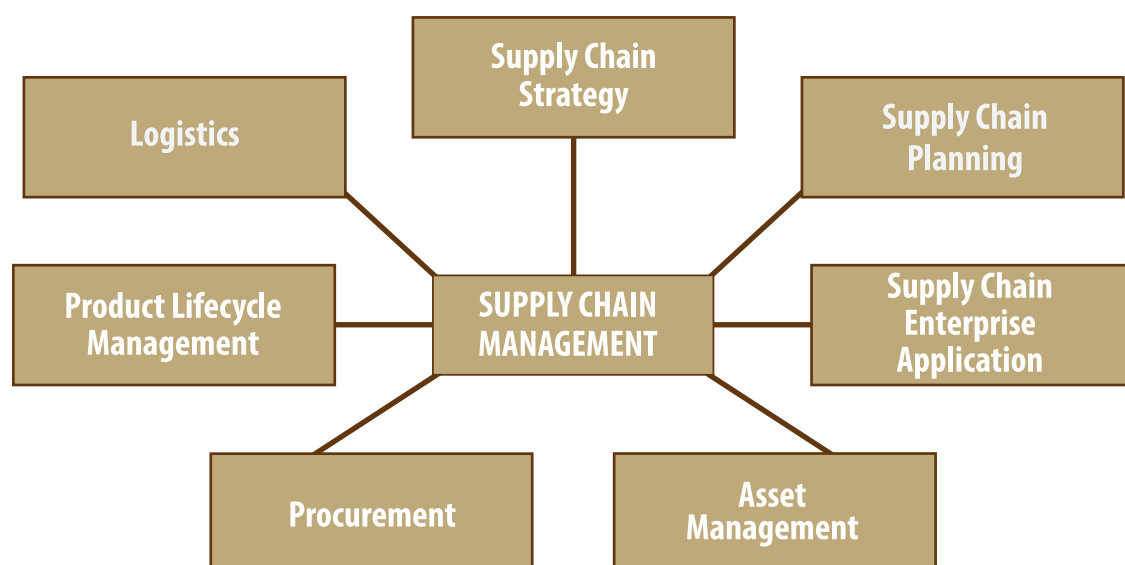 Supply Chain
Strategy
Logistics
Supply Chain
Planning
Product Lifecycle
Management
SUPPLY CHAIN
MANAGEMENT
Supply Chain
Enterprise
Application
Procurement
Asset
Management